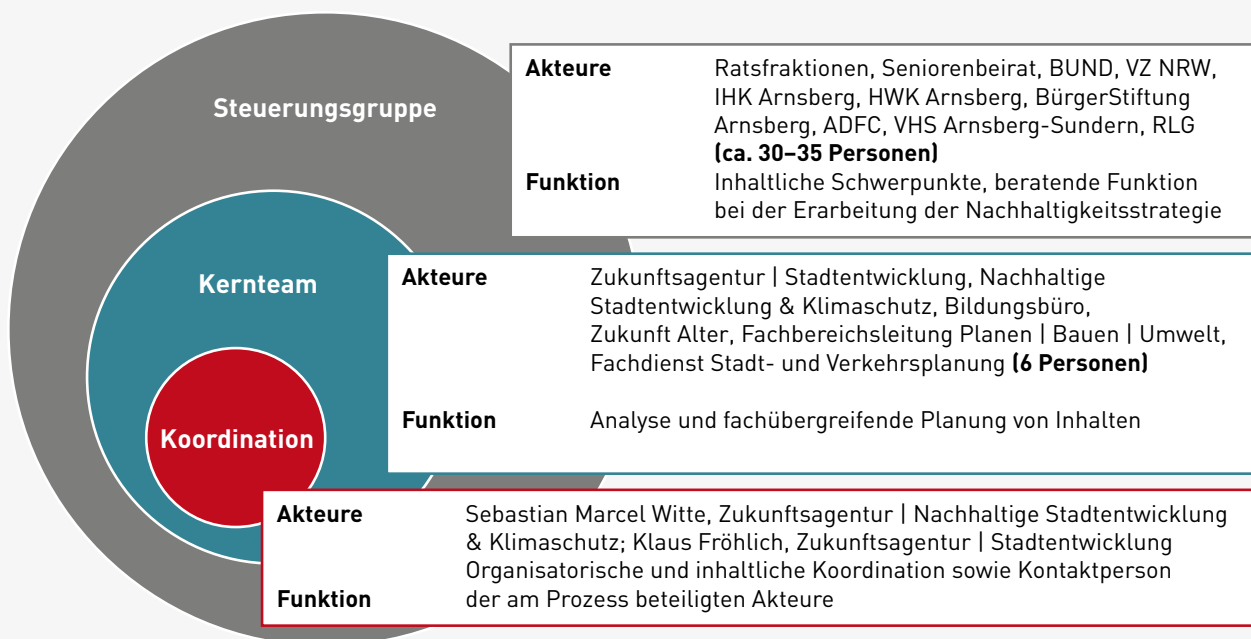 Steuerungsgruppe
Akteure Ratsfraktionen, Seniorenbeirat, BUND, VZ NRW,
IHK Arnsberg, HWK Arnsberg, BürgerStiftung
Arnsberg, ADFC, VHS Arnsberg-Sundern, RLG
(ca. 30–35 Personen)
Funktion Inhaltliche Schwerpunkte, beratende Funktion
bei der Erarbeitung der Nachhaltigkeitsstrategie
Kernteam
Akteure Zukunftsagentur | Stadtentwicklung, Nachhaltige
Stadtentwicklung & Klimaschutz, Bildungsbüro,
Zukunft Alter, Fachbereichsleitung Planen | Bauen | Umwelt,
Fachdienst Stadt- und Verkehrsplanung (6 Personen)
Funktion Analyse und fachübergreifende Planung von Inhalten
Koordination
Akteure Sebastian Marcel Witte, Zukunftsagentur | Nachhaltige Stadtentwicklung
& Klimaschutz; Klaus Fröhlich, Zukunftsagentur | Stadtentwicklung
Organisatorische und inhaltliche Koordination sowie Kontaktperson
Funktion der am Prozess beteiligten Akteure